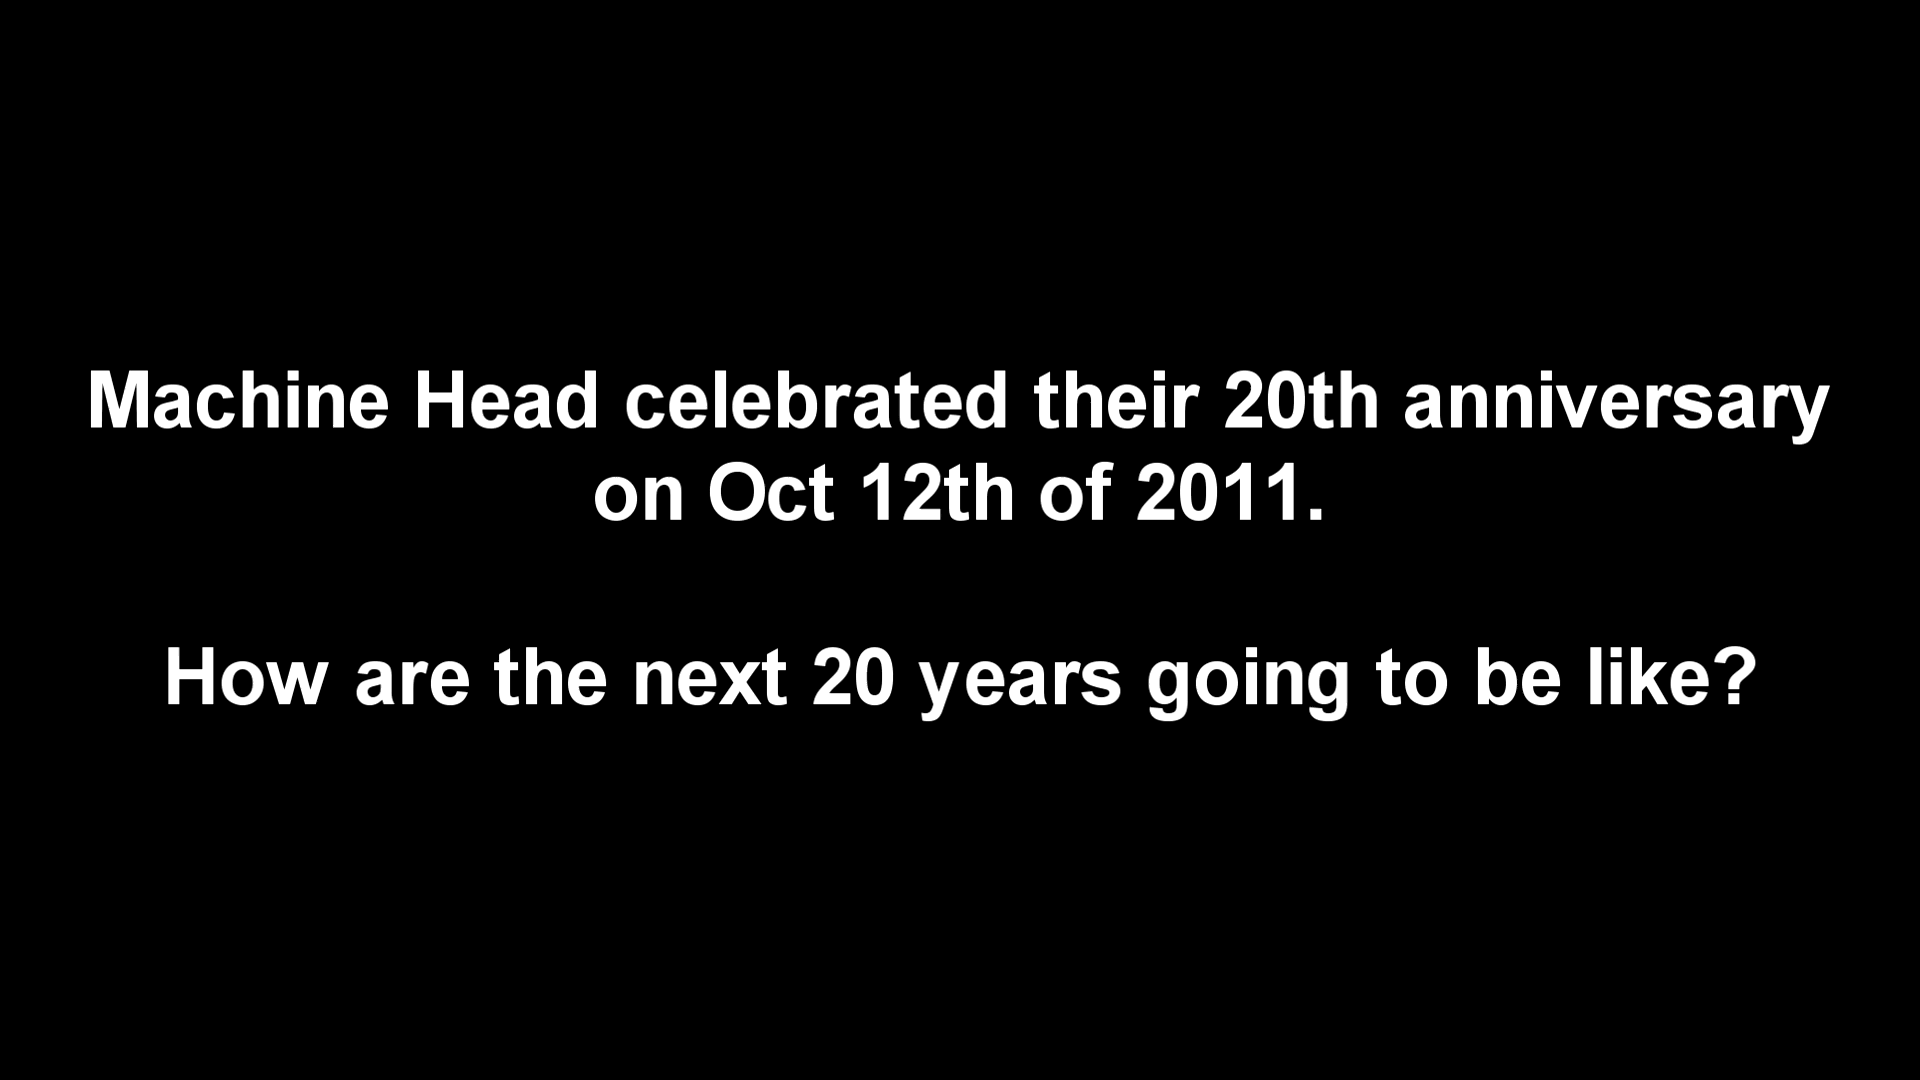 Machine Head celebrated their 20th anniversary
on Oct 12th of 2011.
How are the next 20 years going to be like?